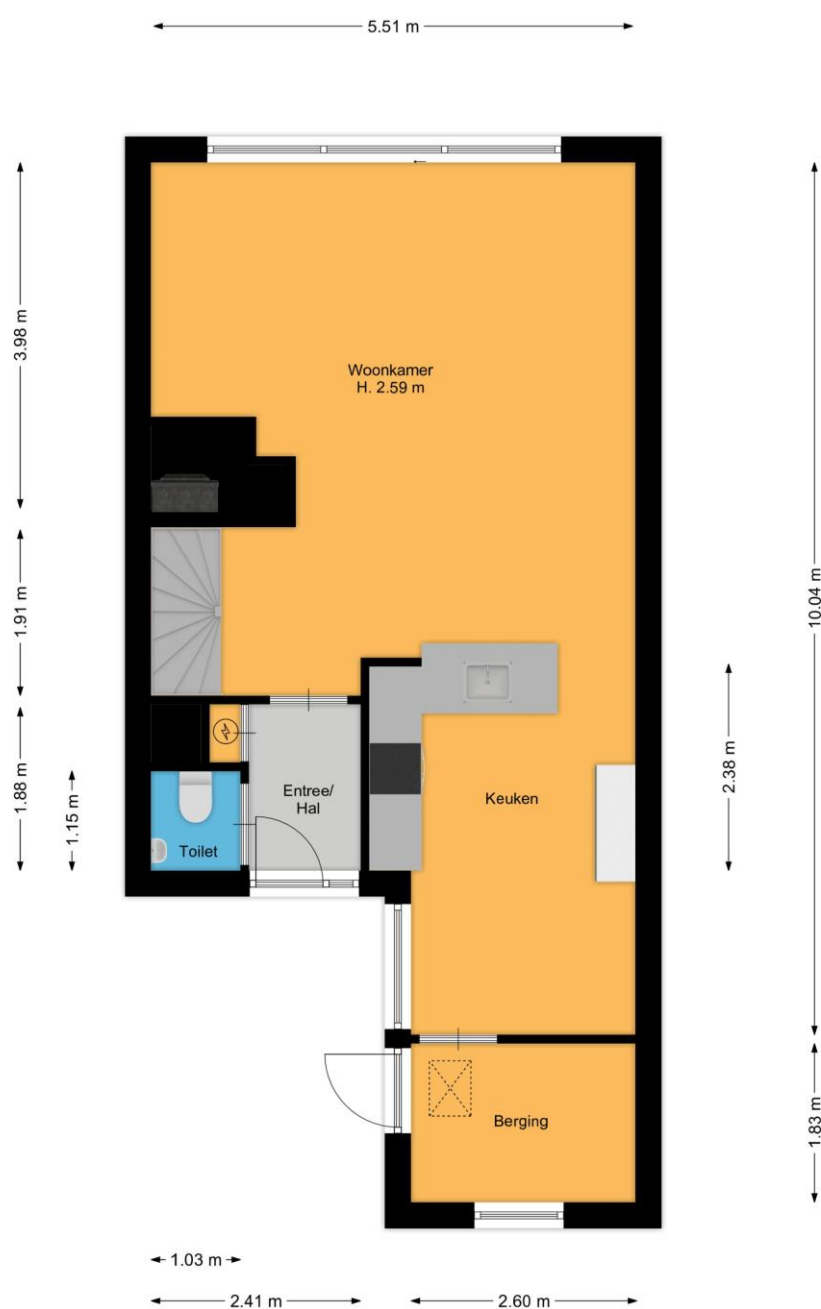 5.51 m
3.98 m
Woonkamer
H. 2.59 m
1.91 m
10.04 m
1.88 m
1.15 m
2.38 m
Entree/
Hal
Keuken
Toilet
1.83 m
Berging
1.03 m
2.41 m
2.60 m